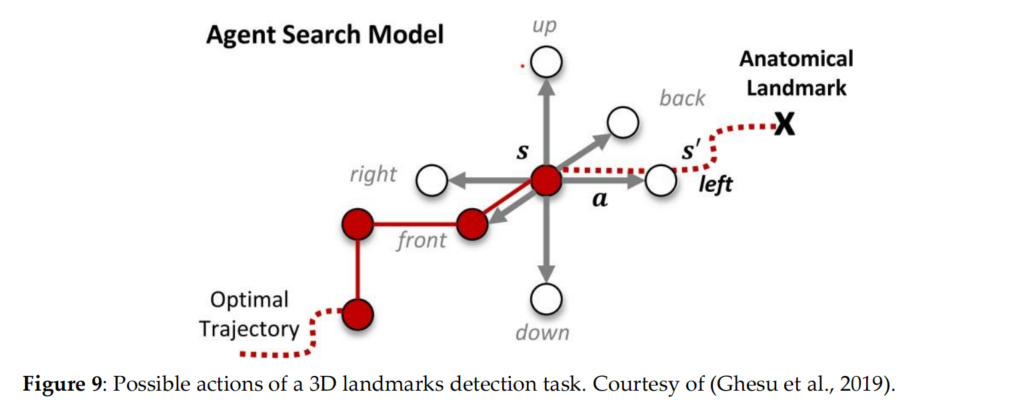 Agent Search Model
up
Anatomical
Landmark
back
X
s
s′
right
left
a
front
Optimal
Trajectory
down
Figure 9: Possible actions of a 3D landmarks detection task. Courtesy of (Ghesu et al., 2019).